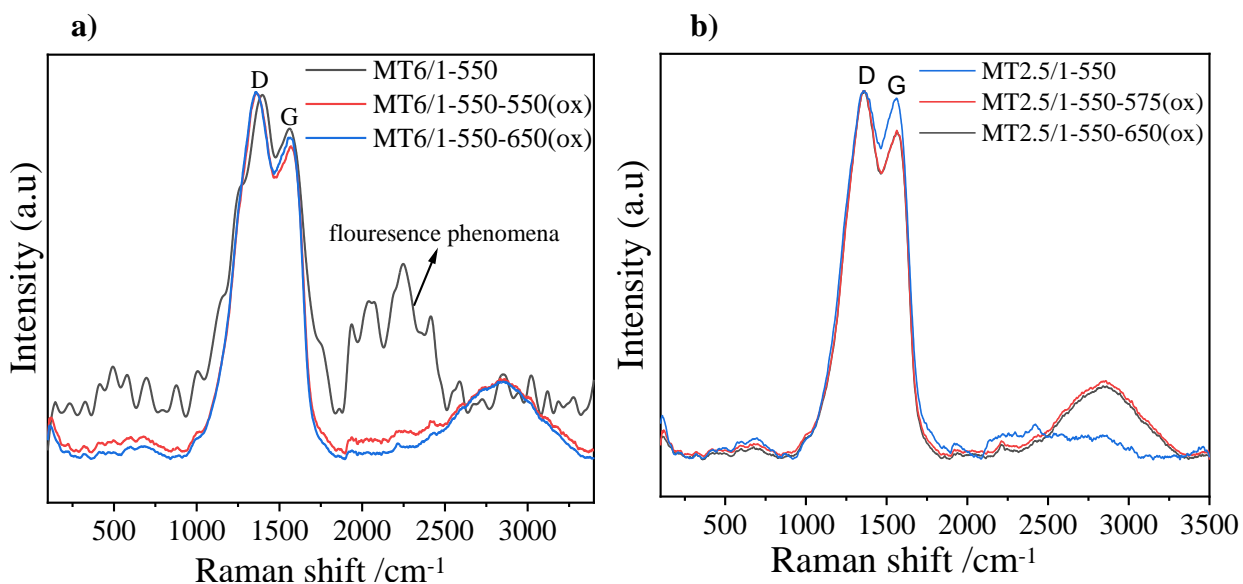 a)
D
G
MT6/1-550
MT6/1-550-550(ox)
MT6/1-550-650(ox)
flouresence phenomena
Intensity (a.u)
500 1000 1500 2000 2500 3000
Raman shift /cm-1
b)
D
G
MT2.5/1-550
MT2.5/1-550-575(ox)
MT2.5/1-550-650(ox)
Intensity (a.u)
500 1000 1500 2000 2500 3000 3500
Raman shift /cm-1